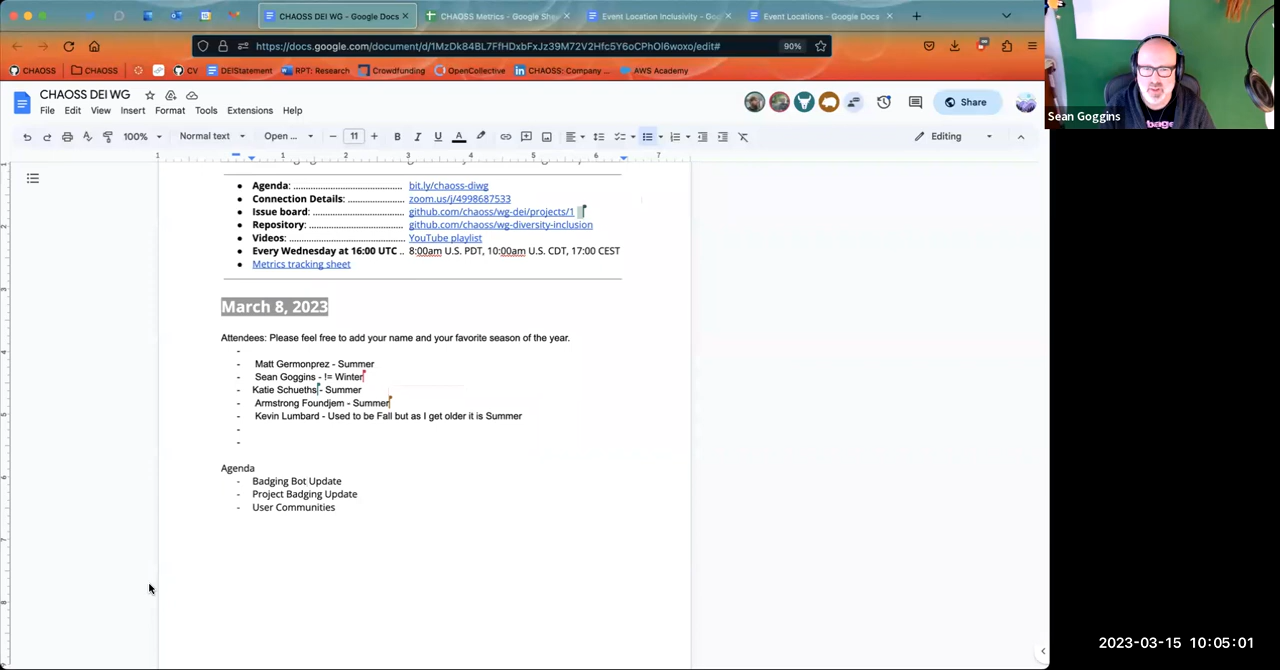 CHAOSS DEI WG - Google Docs
CHAOSS Metrics - Google She
Event Location Inclusivity - Go
Event Locations - Google Docs
https://docs.google.com/document/d/1MzDk84BL7FfHDxbFxJz39M72V2Hfc5Y6oCPhOl6woxo/edit#
90%
CHAOSS
CHAOSS
CV
DEIStatement
RPT: Research
Crowdfunding
OpenCollective
CHAOSS: Company ...
AWS Academy
Sean Goggins
bage
CHAOSS DEI WG
File Edit View Insert Format Tools Extensions Help
Share
100% Normal text Open ... 11 B I U A
Editing
Agenda: ........................................ bit.ly/chaoss-diwg
Connection Details: ..................... zoom.us/j/4998687533
Issue board: ................................ github.com/chaoss/wg-dei/projects/1
Repository: ................................. github.com/chaoss/wg-diversity-inclusion
Videos: ........................................ YouTube playlist
Every Wednesday at 16:00 UTC .. 8:00am U.S. PDT, 10:00am U.S. CDT, 17:00 CEST
Metrics tracking sheet
March 8, 2023
Attendees: Please feel free to add your name and your favorite season of the year.
-
- Matt Germonprez - Summer
- Sean Goggins - != Winter
- Katie Schueths - Summer
- Armstrong Foundjem - Summer
- Kevin Lumbard - Used to be Fall but as I get older it is Summer
-
-
Agenda
- Badging Bot Update
- Project Badging Update
- User Communities
2023-03-15 10:05:01